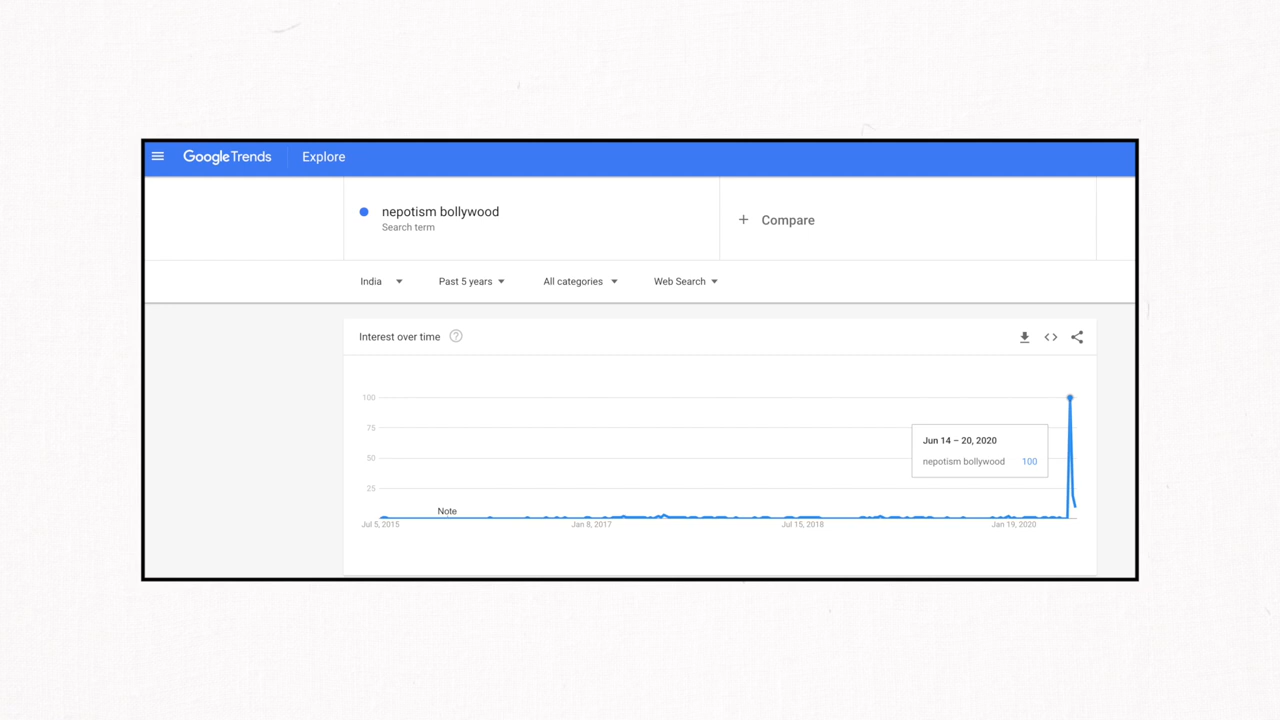 Google Trends Explore
nepotism bollywood
Search term
+ Compare
India Past 5 years All categories Web Search
Interest over time
100
75
50
25
Jun 14 – 20, 2020
nepotism bollywood 100
Note
Jul 5, 2015 Jan 8, 2017 Jul 15, 2018 Jan 19, 2020